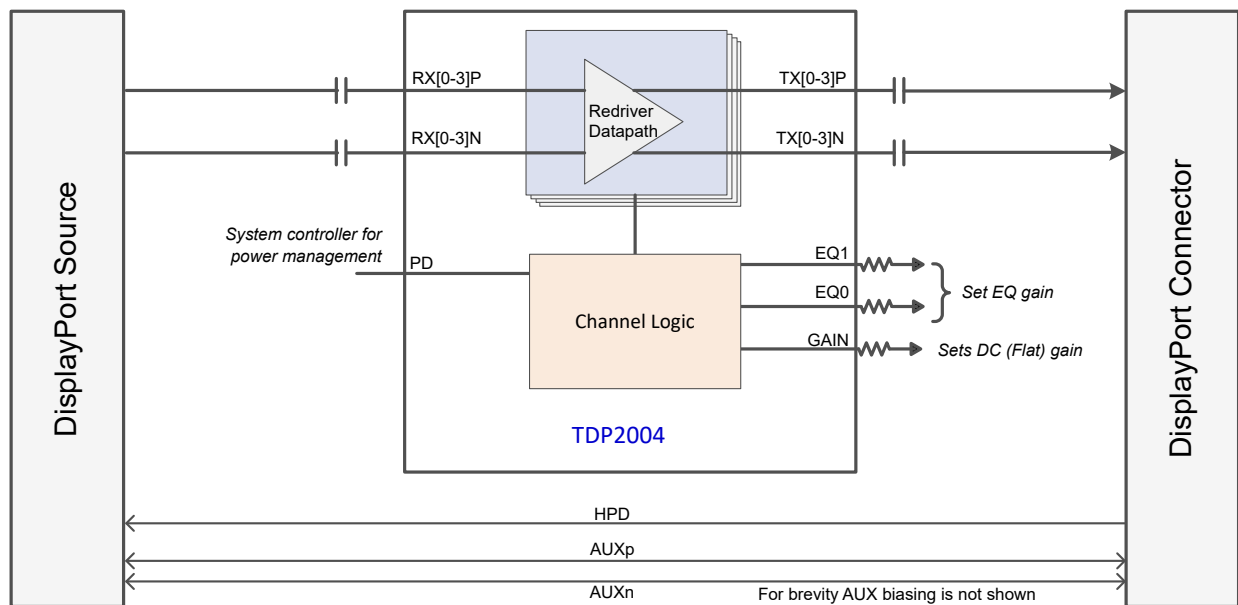 DisplayPort Source
RX[0-3]P
TX[0-3]P
Redriver
Datapath
RX[0-3]N
TX[0-3]N
System controller for
power management
PD
Channel Logic
EQ1
EQ0
Set EQ gain
GAIN
Sets DC (Flat) gain
TDP2004
DisplayPort Connector
HPD
AUXp
AUXn
For brevity AUX biasing is not shown